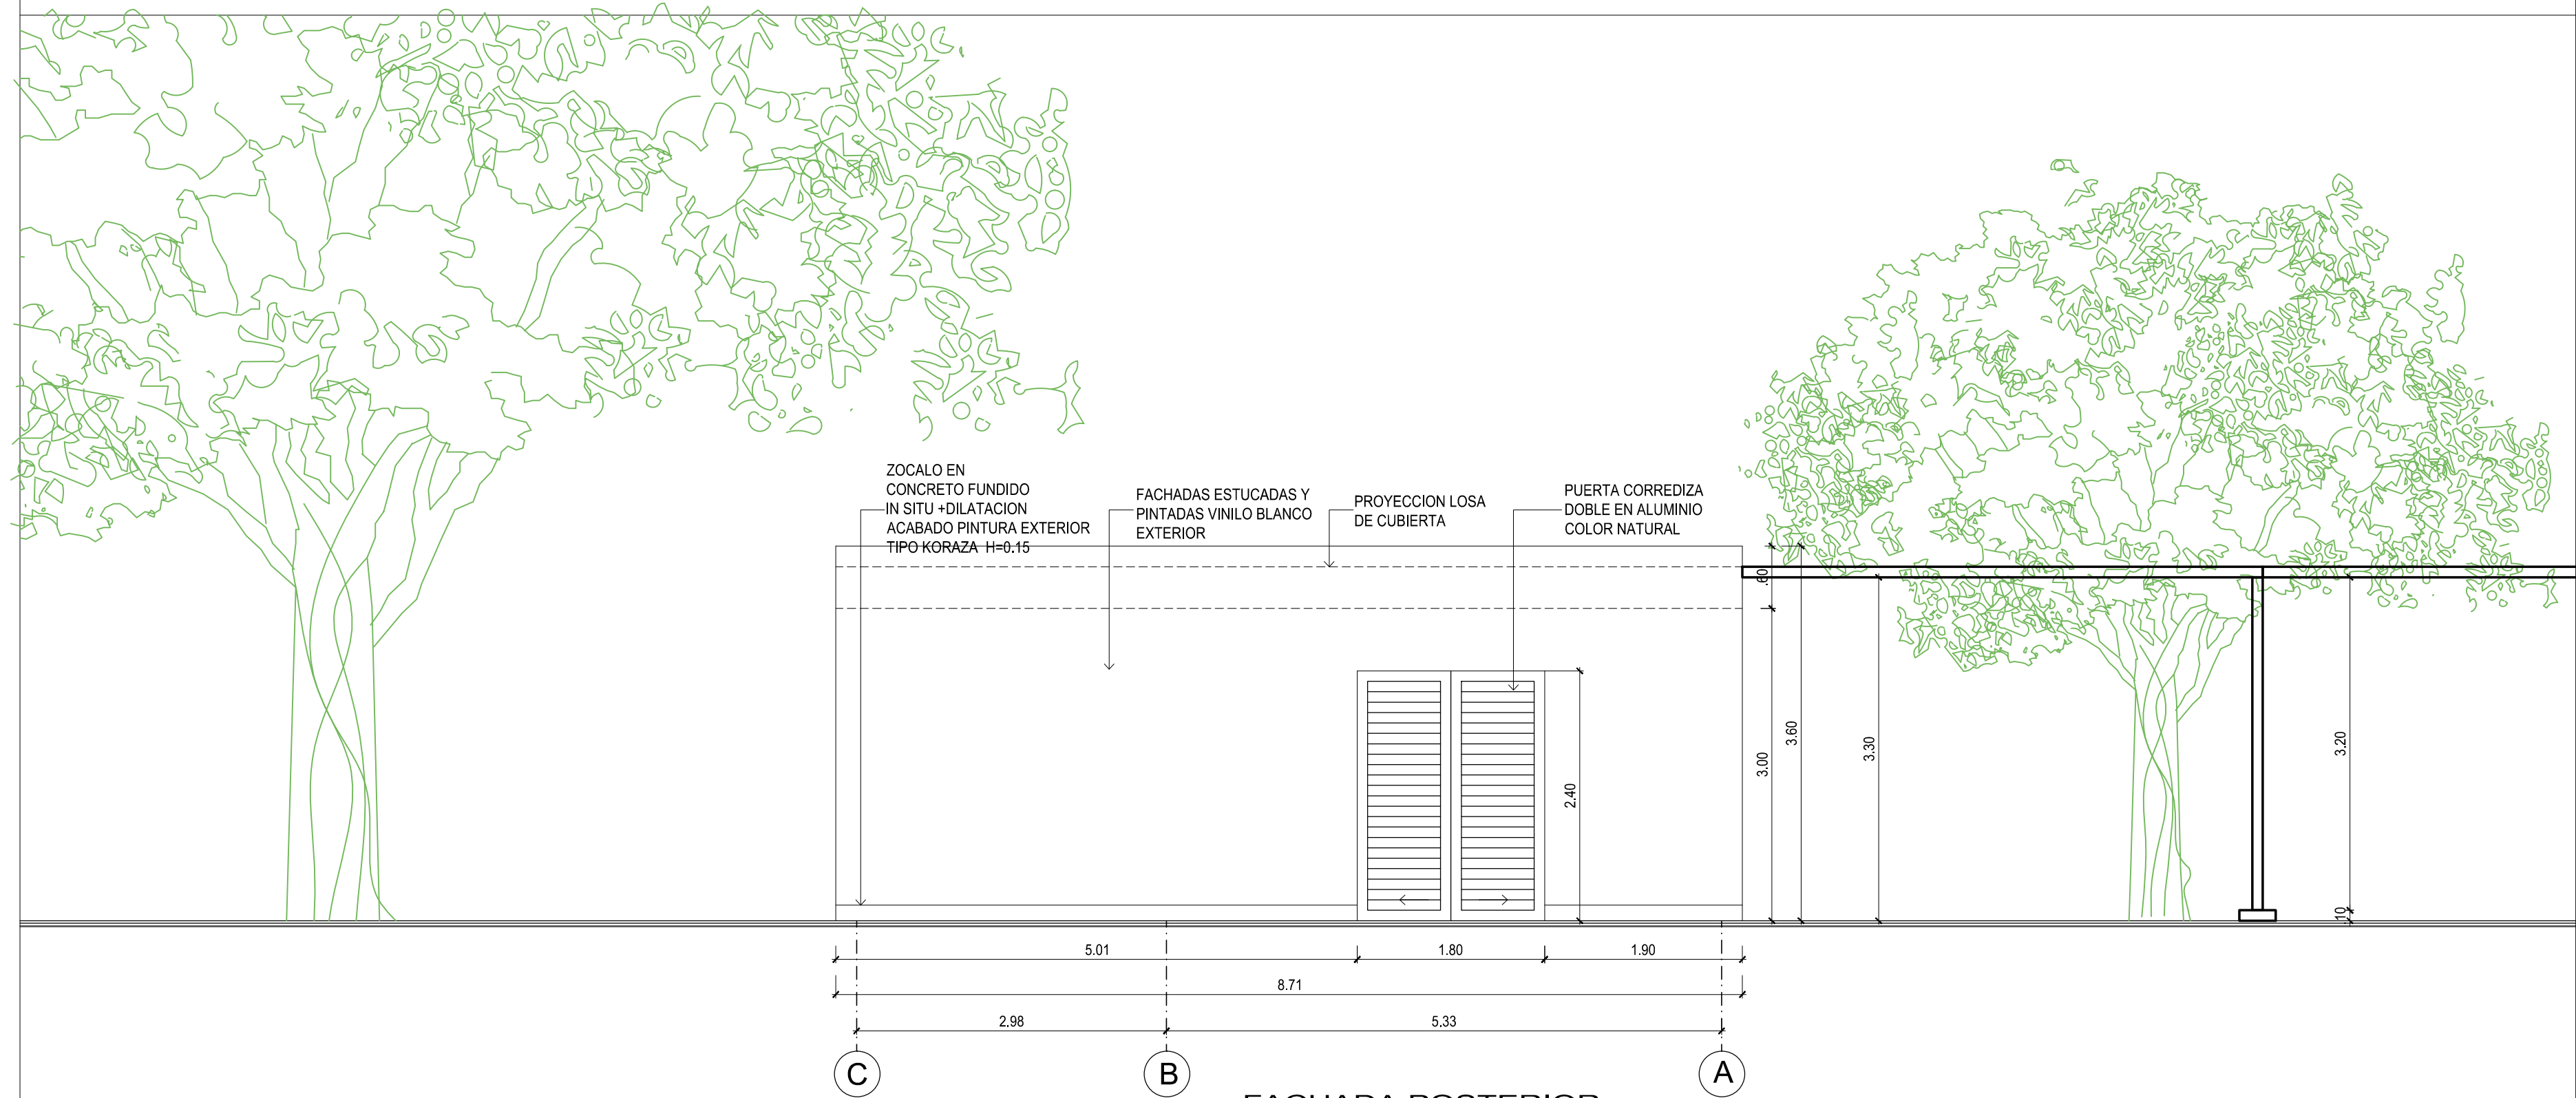 ZOCALO EN
CONCRETO FUNDIDO
IN SITU +DILATACION
ACABADO PINTURA EXTERIOR
TIPO KORAZA H=0.15
FACHADAS ESTUCADAS Y
PINTADAS VINILO BLANCO
EXTERIOR
PROYECCION LOSA
DE CUBIERTA
PUERTA CORREDIZA
DOBLE EN ALUMINIO
COLOR NATURAL
.60
3.00
3.60
3.30
3.20
.10
2.40
5.01
1.80
1.90
8.71
2.98
5.33
C
B
A
FACHADA POSTERIOR